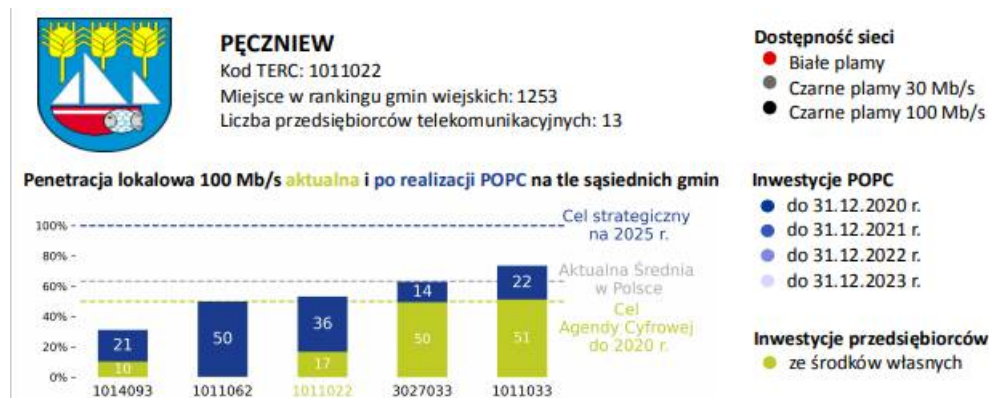 PĘCZNIEW
Kod TERC: 1011022
Miejsce w rankingu gmin wiejskich: 1253
Liczba przedsiębiorców telekomunikacyjnych: 13
Dostępność sieci
Białe plamy
Czarne plamy 30 Mb/s
Czarne plamy 100 Mb/s
Penetracja lokalowa 100 Mb/s aktualna i po realizacji POPC na tle sąsiednich gmin
100%
80%
60%
40%
20%
0%
Cel strategiczny
na 2025 r.
Aktualna Średnia
w Polsce
Cel
Agendy Cyfrowej
do 2020 r.
21
10
50
36
17
14
50
22
51
1014093 1011062 1011022 3027033 1011033
Inwestycje POPC
do 31.12.2020 r.
do 31.12.2021 r.
do 31.12.2022 r.
do 31.12.2023 r.
Inwestycje przedsiębiorców
ze środków własnych